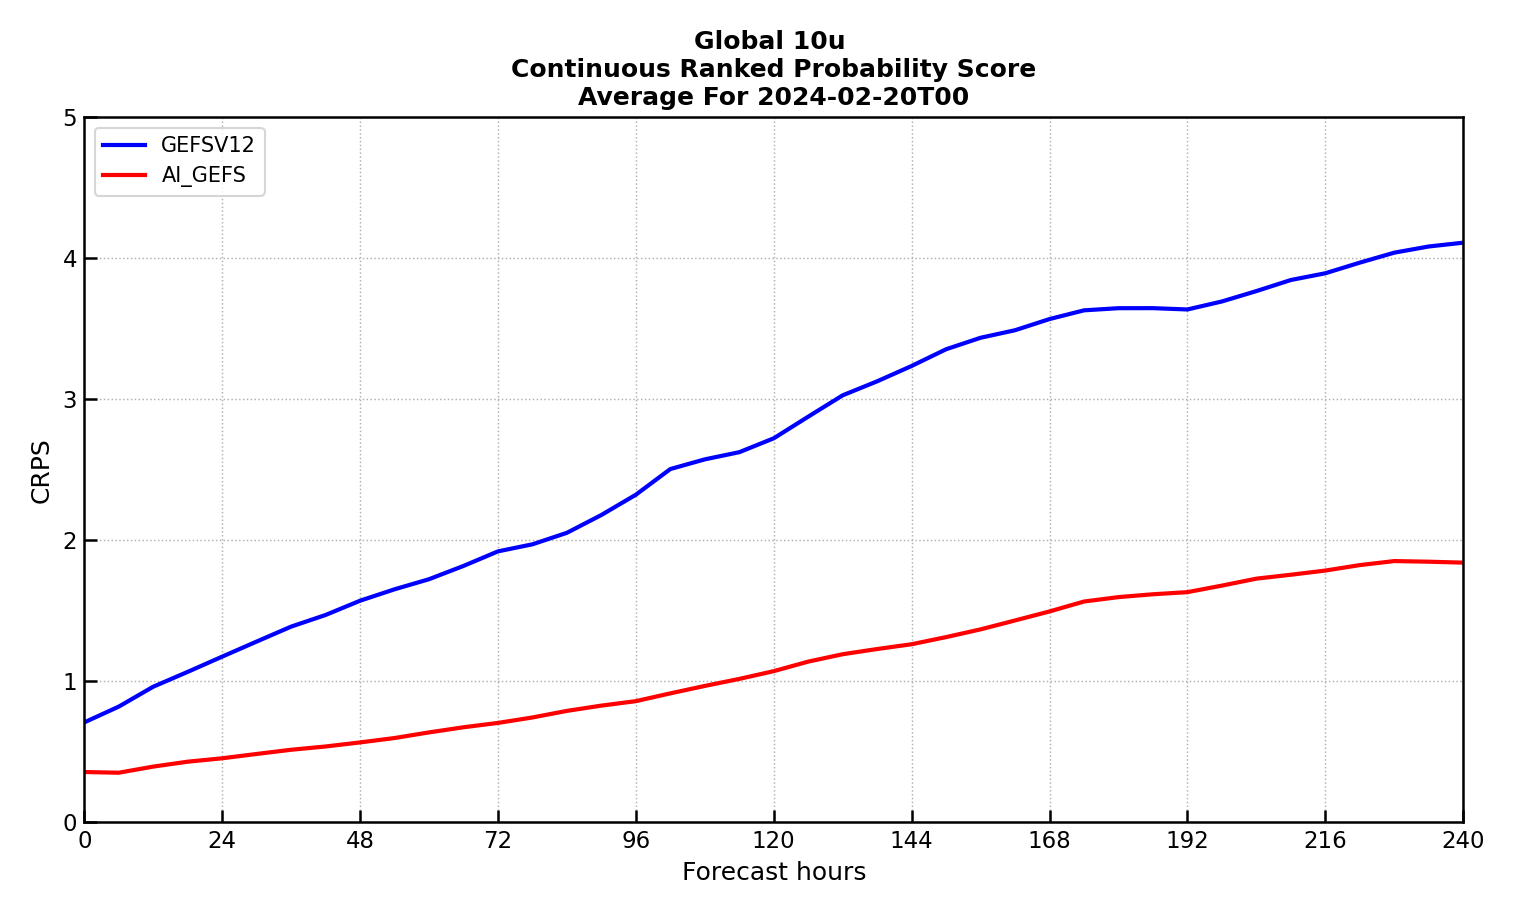 Global 10u
Continuous Ranked Probability Score
Average For 2024-02-20T00
GEFSV12
AI_GEFS
CRPS
5
4
3
2
1
0
0 24 48 72 96 120 144 168 192 216 240
Forecast hours